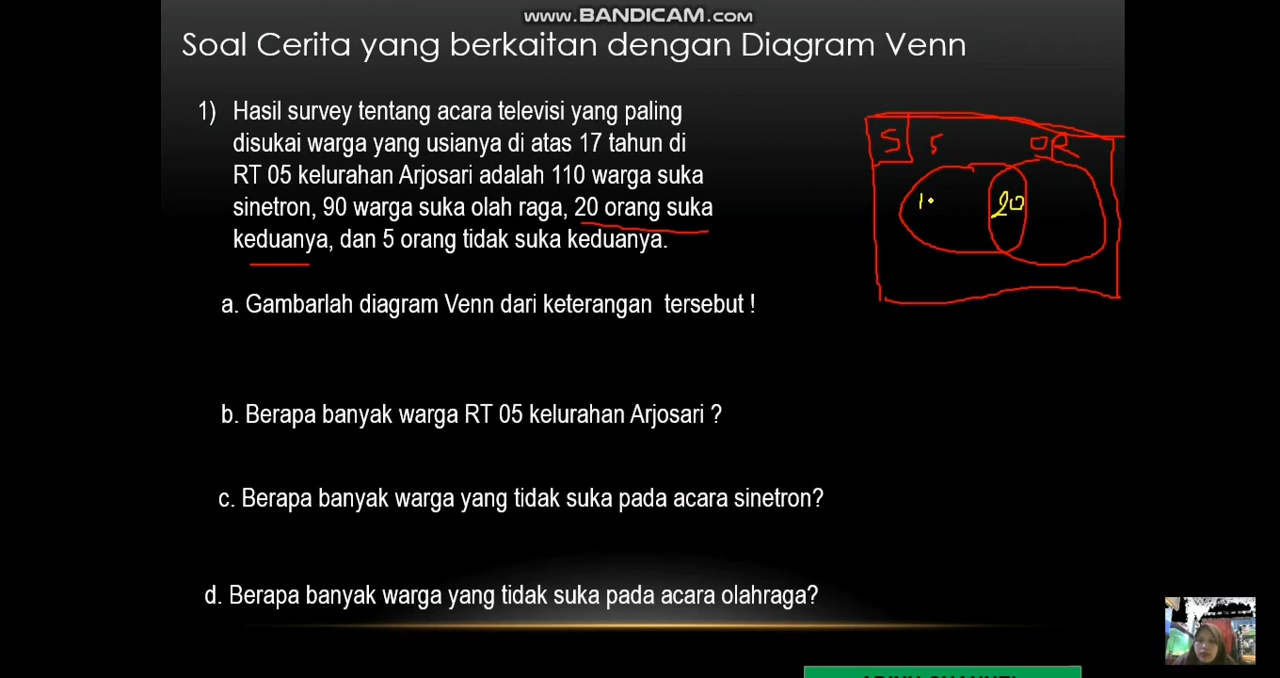 www.BANDICAM.com
Soal Cerita yang berkaitan dengan Diagram Venn
1) Hasil survey tentang acara televisi yang paling
disukai warga yang usianya di atas 17 tahun di
RT 05 kelurahan Arjosari adalah 110 warga suka
sinetron, 90 warga suka olah raga, 20 orang suka
keduanya, dan 5 orang tidak suka keduanya.
S S OR
1 20
a. Gambarlah diagram Venn dari keterangan tersebut !
b. Berapa banyak warga RT 05 kelurahan Arjosari ?
c. Berapa banyak warga yang tidak suka pada acara sinetron?
d. Berapa banyak warga yang tidak suka pada acara olahraga?